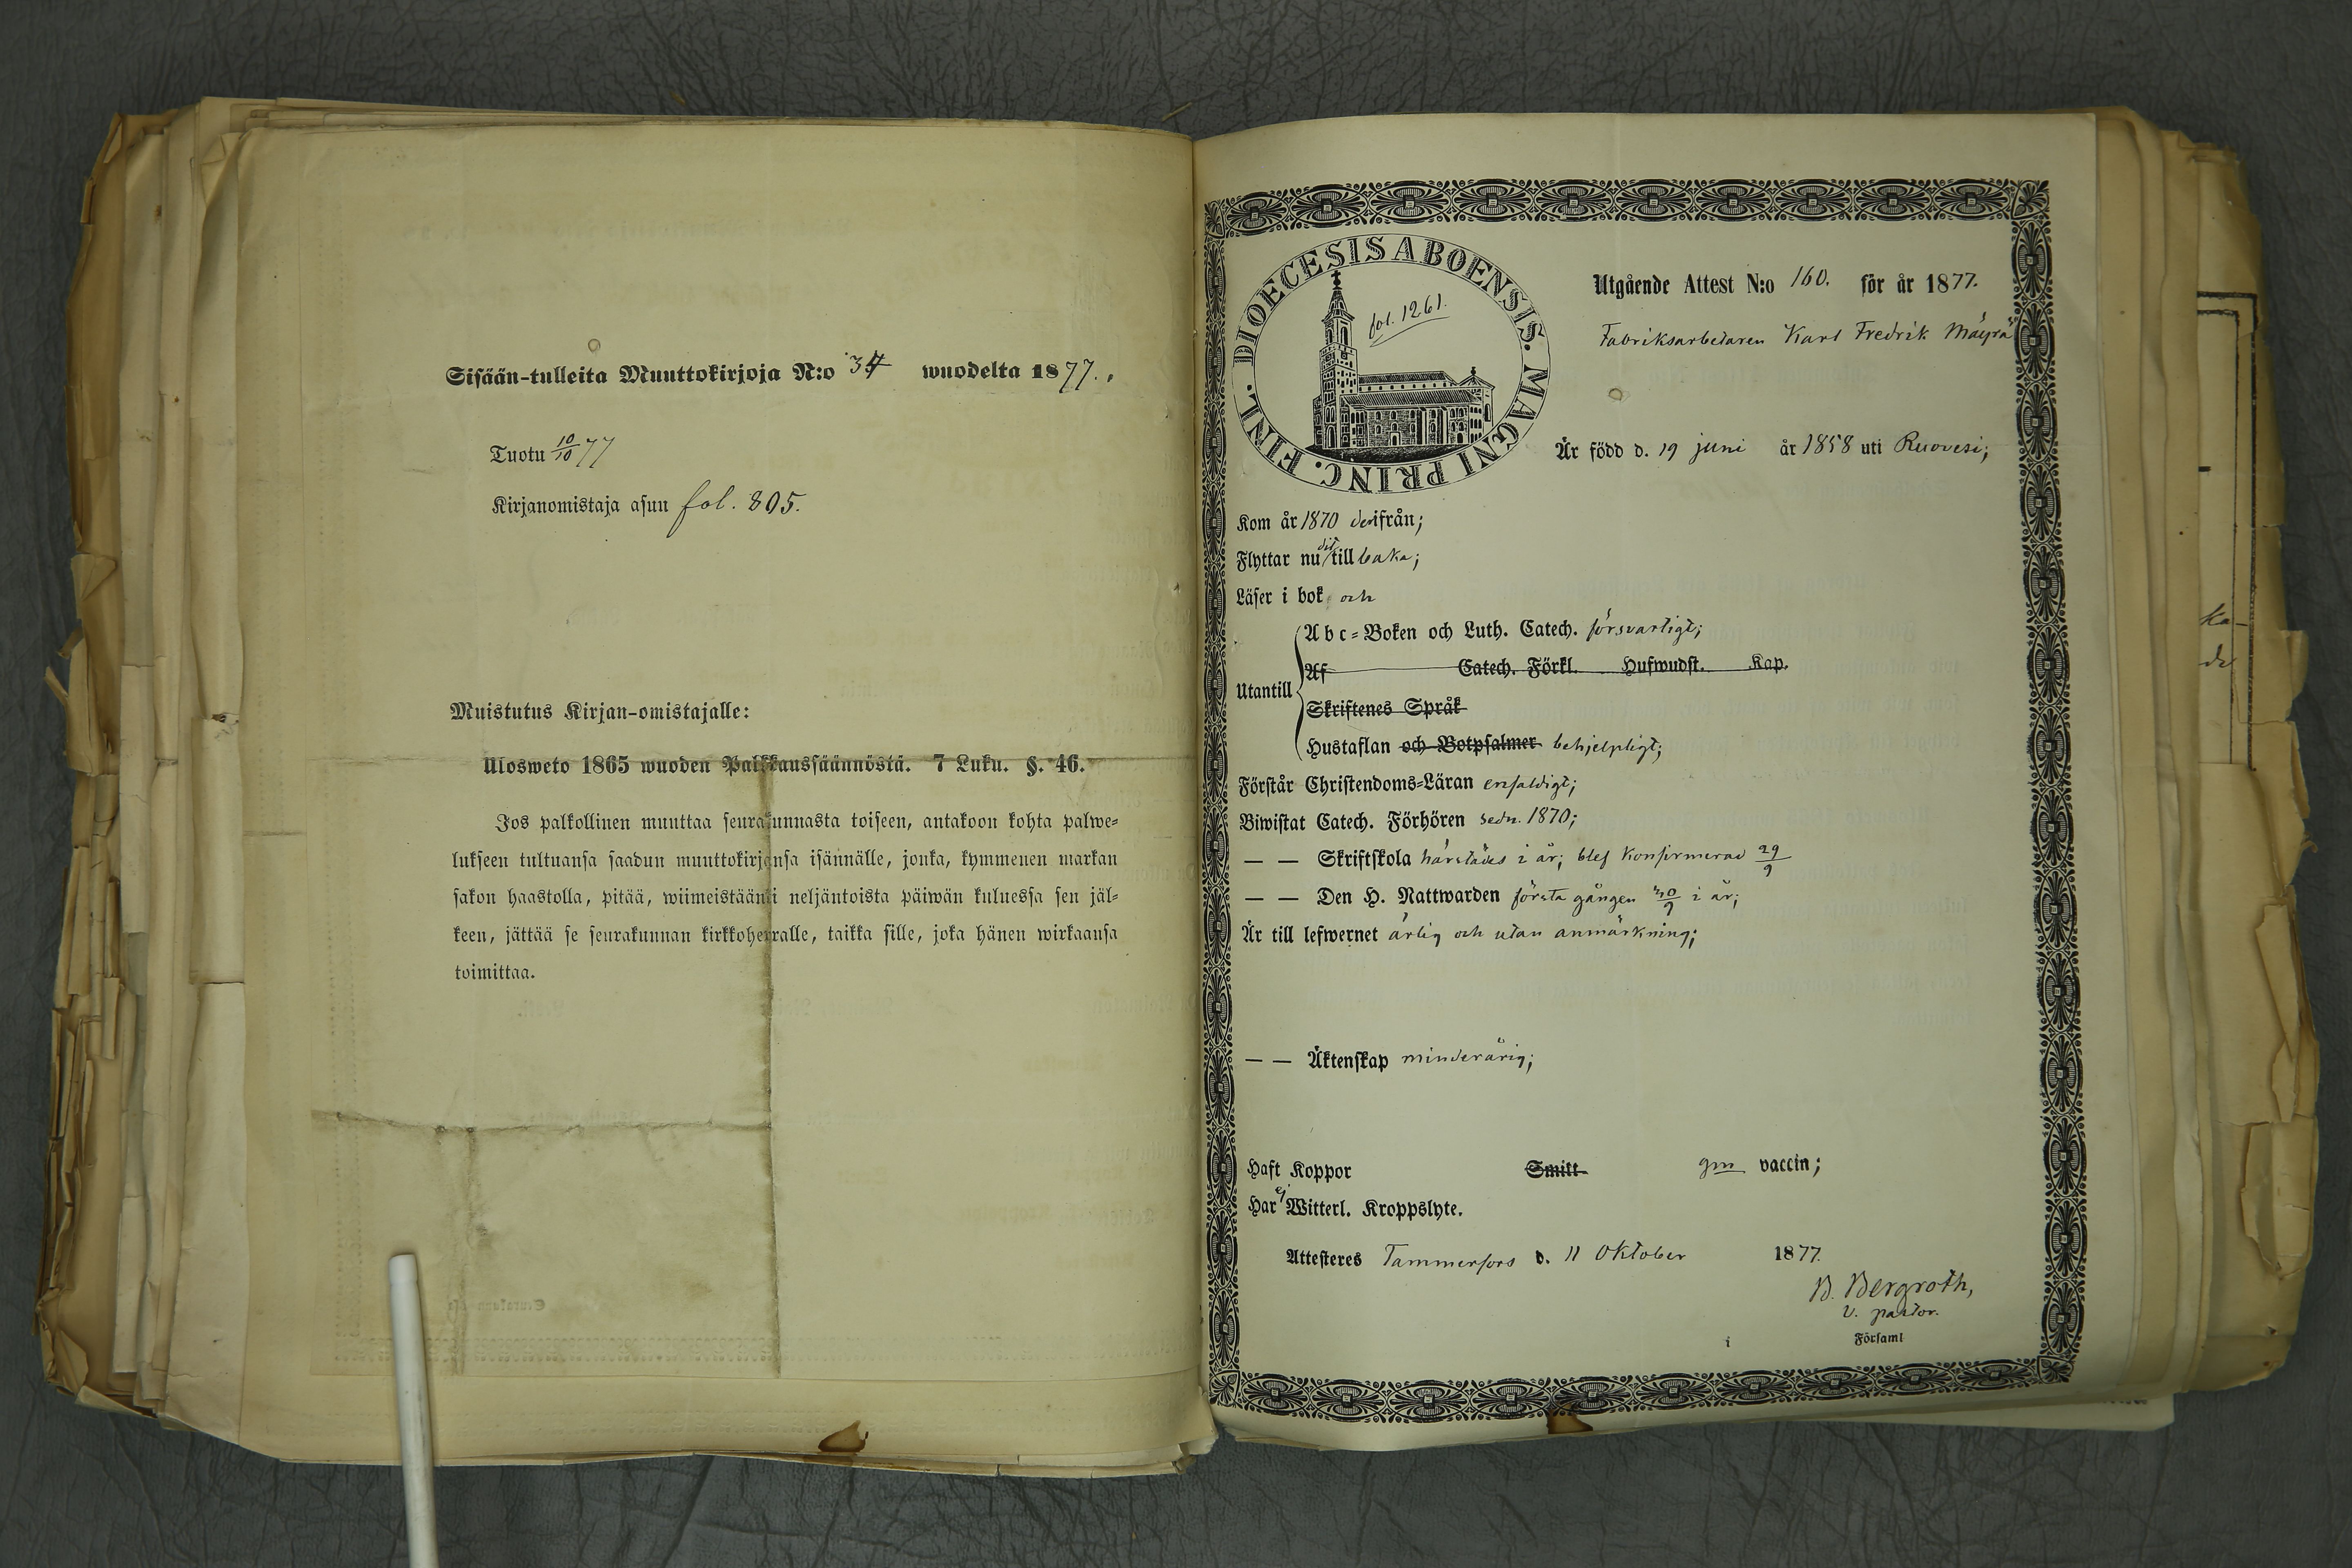 Sisään-tulleita Muuttokirjoja N:o 34 wuodelta 1877.
Tuotu 10/10 77
Kirjanomistaja asuu fol. 805.
Muistutus Kirjan-omistajalle:
Ulosweto 1865 wuoden Palkkaussäännöstä. 7 Luku. §. 46.
Jos palkollinen muuttaa seurakunnasta toiseen, antakoon kohta palwe=
lukseen tultuansa saadun muuttokirjansa isännälle, jonka, kymmenen markan
sakon haastolla, pitää, wiimeistäänki neljäntoista päiwän kuluessa sen jäl=
keen, jättää se seurakunnan kirkkoherralle, taikka sille, joka hänen wirkaansa
toimittaa.
DIOECESIS ABOENSIS. MAGNI PRINC. FINL.
fol. 1261.
Utgående Attest N:o 160. för år 1877.
Fabriksarbetaren Karl Fredrik Mäyrä
Är född d. 19 juni år 1858 uti Ruovesi;
Kom år 1870 derifrån;
Flyttar nu dit till baka;
Läser i bok och
Utantill
Abc=Boken och Luth. Catech. försvarligt;
Af Catech. Förkl. Hufwudst. Kap.
Skriftenes Språk
Hustaflan och Botpsalmer behjelpligt;
Förstår Christendoms=Läran enfaldigt;
Biwistat Catech. Förhören sedn. 1870;
— — Skriftskola härstädes i år; blef konfirmerad 29/9
— — Den H. Nattwarden första gången 30/9 i år;
Är till lefwernet ärlig och utan anmärkning;
— — Äktenskap minderårig;
Haft Koppor Smitt gm vaccin;
Har ej Witterl. Kroppslyte.
Attesteres Tammerfors d. 11 Oktober 1877.
B. Bergroth,
v. pastor.
i Församl